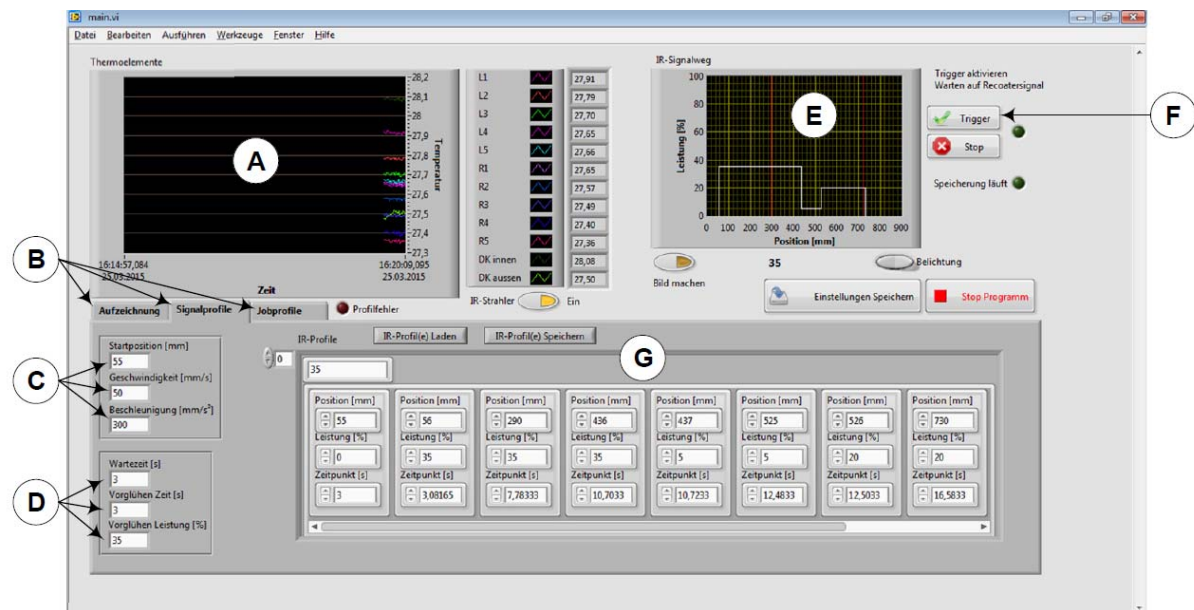 main.vi
Datei Bearbeiten Ausführen Werkzeuge Fenster Hilfe
Thermoelemente
A
28,2
28,1
28
27,9
27,8
27,7
27,6
27,5
27,4
27,3
Temperatur
16:14:57,084
25.03.2015
16:20:09,095
25.03.2015
Zeit
L1 27,91
L2 27,79
L3 27,70
L4 27,65
L5 27,66
R1 27,65
R2 27,57
R3 27,49
R4 27,40
R5 27,36
DK innen 28,08
DK aussen 27,50
IR-Strahler Ein
IR-Signalweg
E
Leistung [%]
100
80
60
40
20
0
0 100 200 300 400 500 600 700 800 900
Position [mm]
Trigger aktivieren
Warten auf Recoatersignal
Trigger
F
Stop
Speicherung läuft
Bild machen
35
Belichtung
Einstellungen Speichern
Stop Programm
B
Aufzeichnung Signalprofile Jobprofile
Profilfehler
C
Startposition [mm]
55
Geschwindigkeit [mm/s]
50
Beschleunigung [mm/s²]
300
D
Wartezeit [s]
3
Vorglühen Zeit [s]
3
Vorglühen Leistung [%]
35
IR-Profile
IR-Profil(e) Laden
IR-Profil(e) Speichern
G
0
35
Position [mm] Position [mm] Position [mm] Position [mm] Position [mm] Position [mm] Position [mm] Position [mm]
55 56 290 436 437 525 526 730
Leistung [%] Leistung [%] Leistung [%] Leistung [%] Leistung [%] Leistung [%] Leistung [%] Leistung [%]
0 35 35 35 5 5 20 20
Zeitpunkt [s] Zeitpunkt [s] Zeitpunkt [s] Zeitpunkt [s] Zeitpunkt [s] Zeitpunkt [s] Zeitpunkt [s] Zeitpunkt [s]
3 3,08165 7,78333 10,7033 10,7233 12,4833 12,5033 16,5833